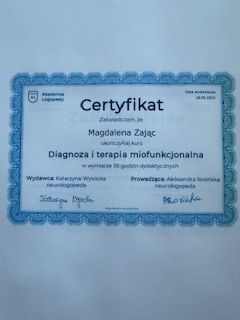 Akademia
Logopedy
Data wystawienia
Certyfikat
Zaświadczam, że
Magdalena Zając
ukończył(a) kurs
Diagnoza i terapia miofunkcjonalna
w wymiarze 38 godzin dydaktycznych
Wydawca: Katarzyna Wysocka
neurologopeda
Prowadząca: Aleksandra Rosińska
neurologopeda